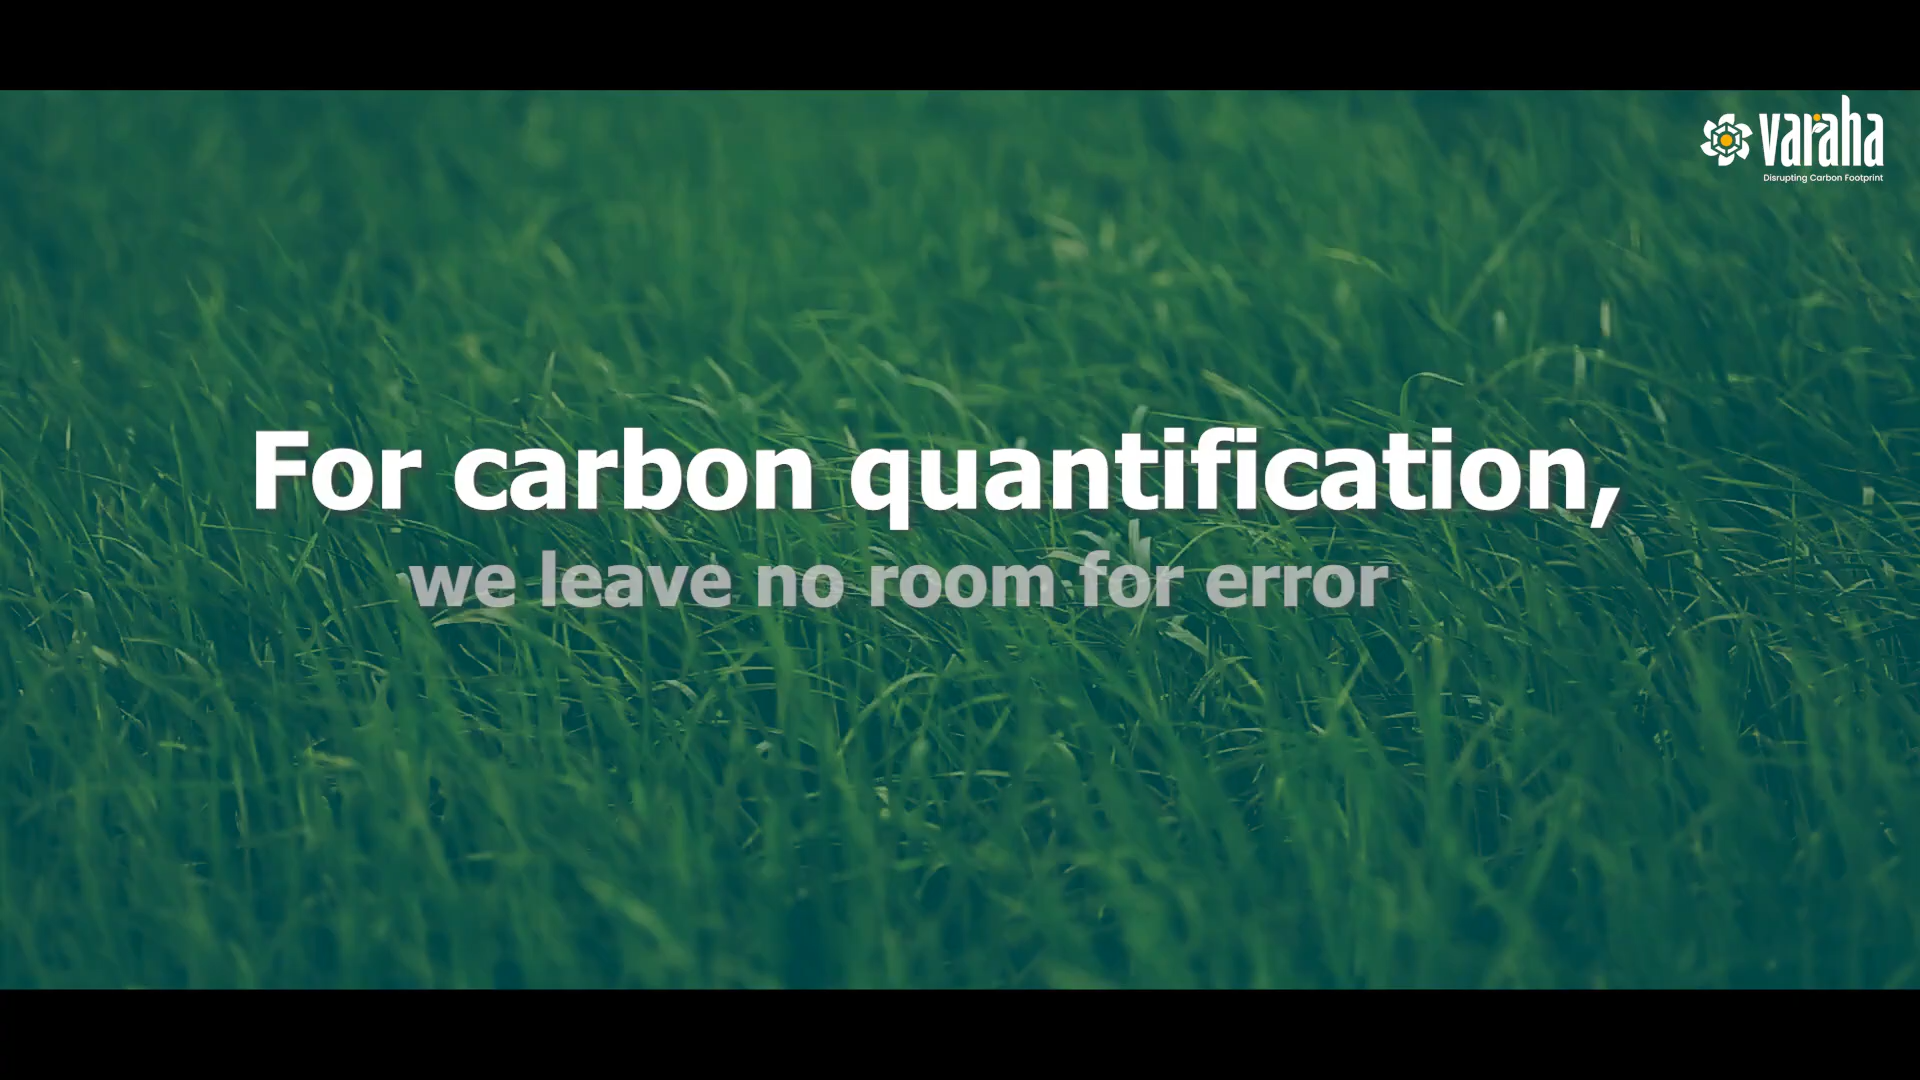 varaha
Disrupting Carbon Footprint
For carbon quantification,
we leave no room for error